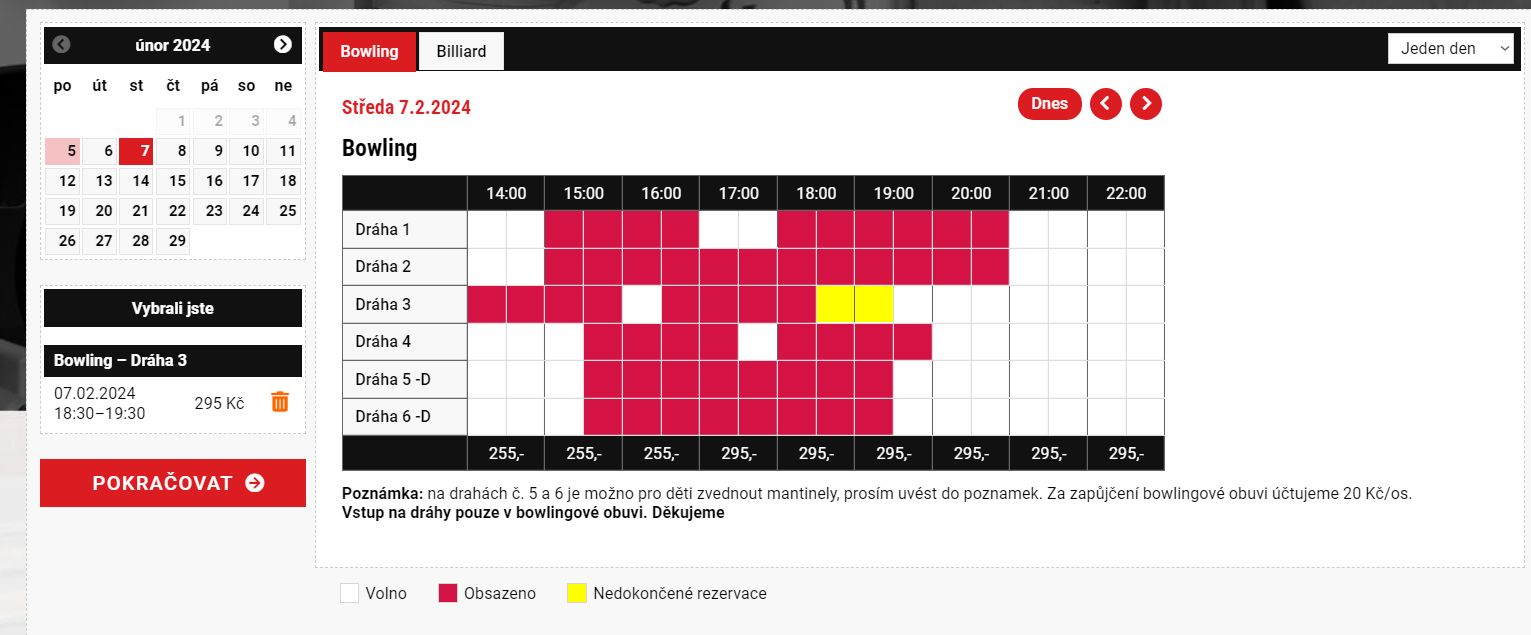 únor 2024
po út st čt pá so ne
1 2 3 4
5 6 7 8 9 10 11
12 13 14 15 16 17 18
19 20 21 22 23 24 25
26 27 28 29
Vybrali jste
Bowling – Dráha 3
07.02.2024
18:30–19:30
295 Kč
POKRAČOVAT
Bowling Billiard
Jeden den
Středa 7.2.2024
Dnes
Bowling
14:00 15:00 16:00 17:00 18:00 19:00 20:00 21:00 22:00
Dráha 1
Dráha 2
Dráha 3
Dráha 4
Dráha 5 -D
Dráha 6 -D
255,- 255,- 255,- 295,- 295,- 295,- 295,- 295,- 295,-
Poznámka: na drahách č. 5 a 6 je možno pro děti zvednout mantinely, prosím uvést do poznamek. Za zapůjčení bowlingové obuvi účtujeme 20 Kč/os.
Vstup na dráhy pouze v bowlingové obuvi. Děkujeme
Volno Obsazeno Nedokončené rezervace